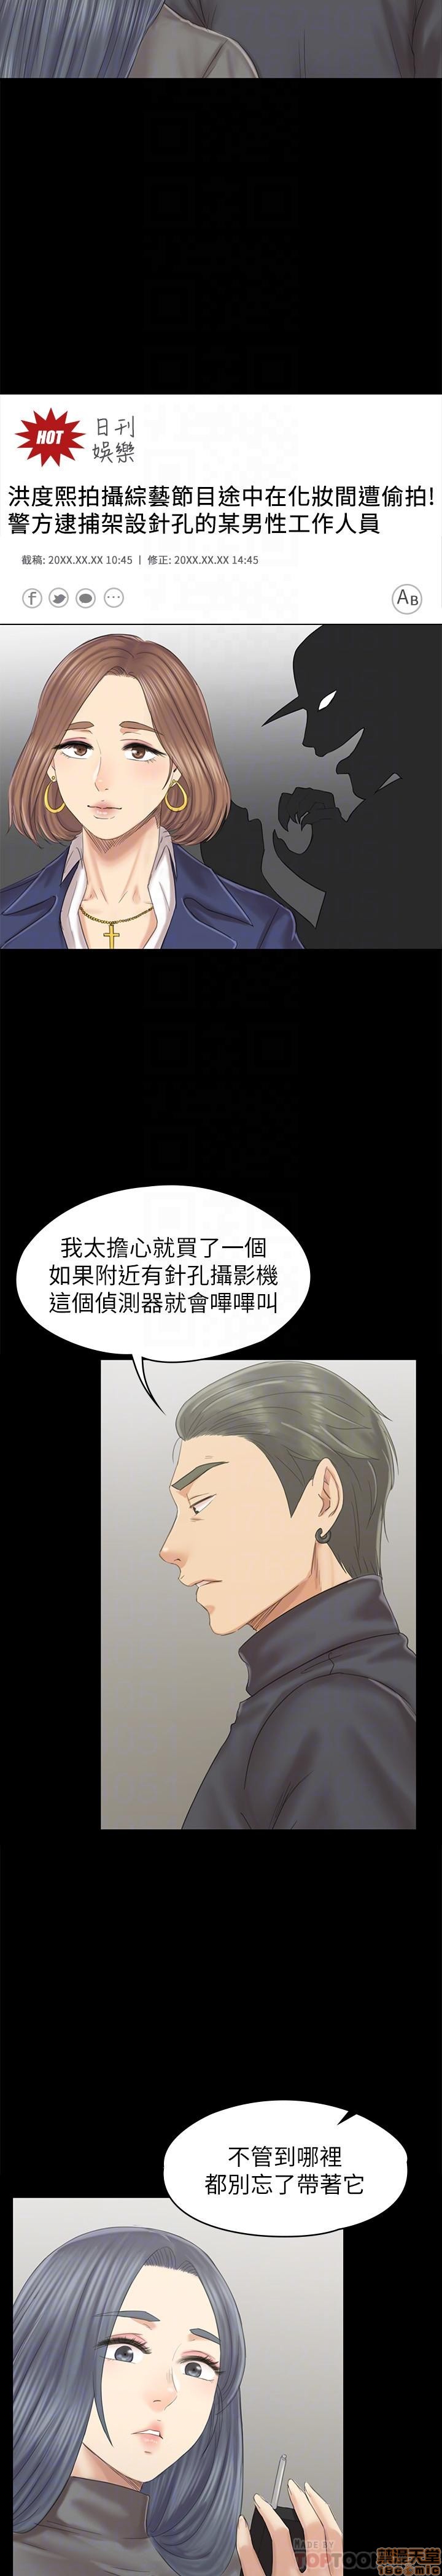 HOT
日刊
娛樂
洪度熙拍攝綜藝節目途中在化妝間遭偷拍!
警方逮捕架設針孔的某男性工作人員
截稿: 20XX.XX.XX 10:45 | 修正: 20XX.XX.XX 14:45
f
AB
我太擔心就買了一個
如果附近有針孔攝影機
這個偵測器就會嗶嗶叫
不管到哪裡
都別忘了帶著它
MADE BY
TOPTOON